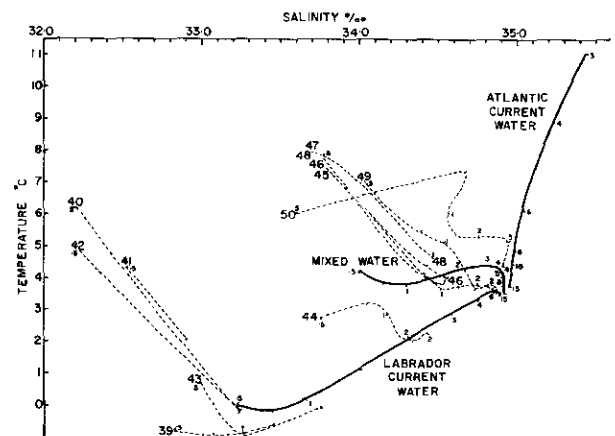 SALINITY ‰
32.0 33.0 34.0 35.0
11
10
9
8
7
6
5
4
3
2
1
0
TEMPERATURE °C
ATLANTIC
CURRENT
WATER
MIXED WATER
LABRADOR
CURRENT
WATER
40
42
41
43
39
47
48
46
45
49
50
48
46
44